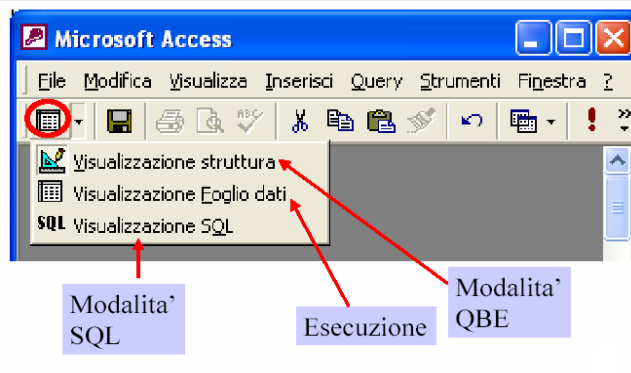 Microsoft Access
File Modifica Visualizza Inserisci Query Strumenti Finestra ?
ABC
Visualizzazione struttura
Visualizzazione Foglio dati
SQL Visualizzazione SQL
Modalita’
SQL
Esecuzione
Modalita’
QBE